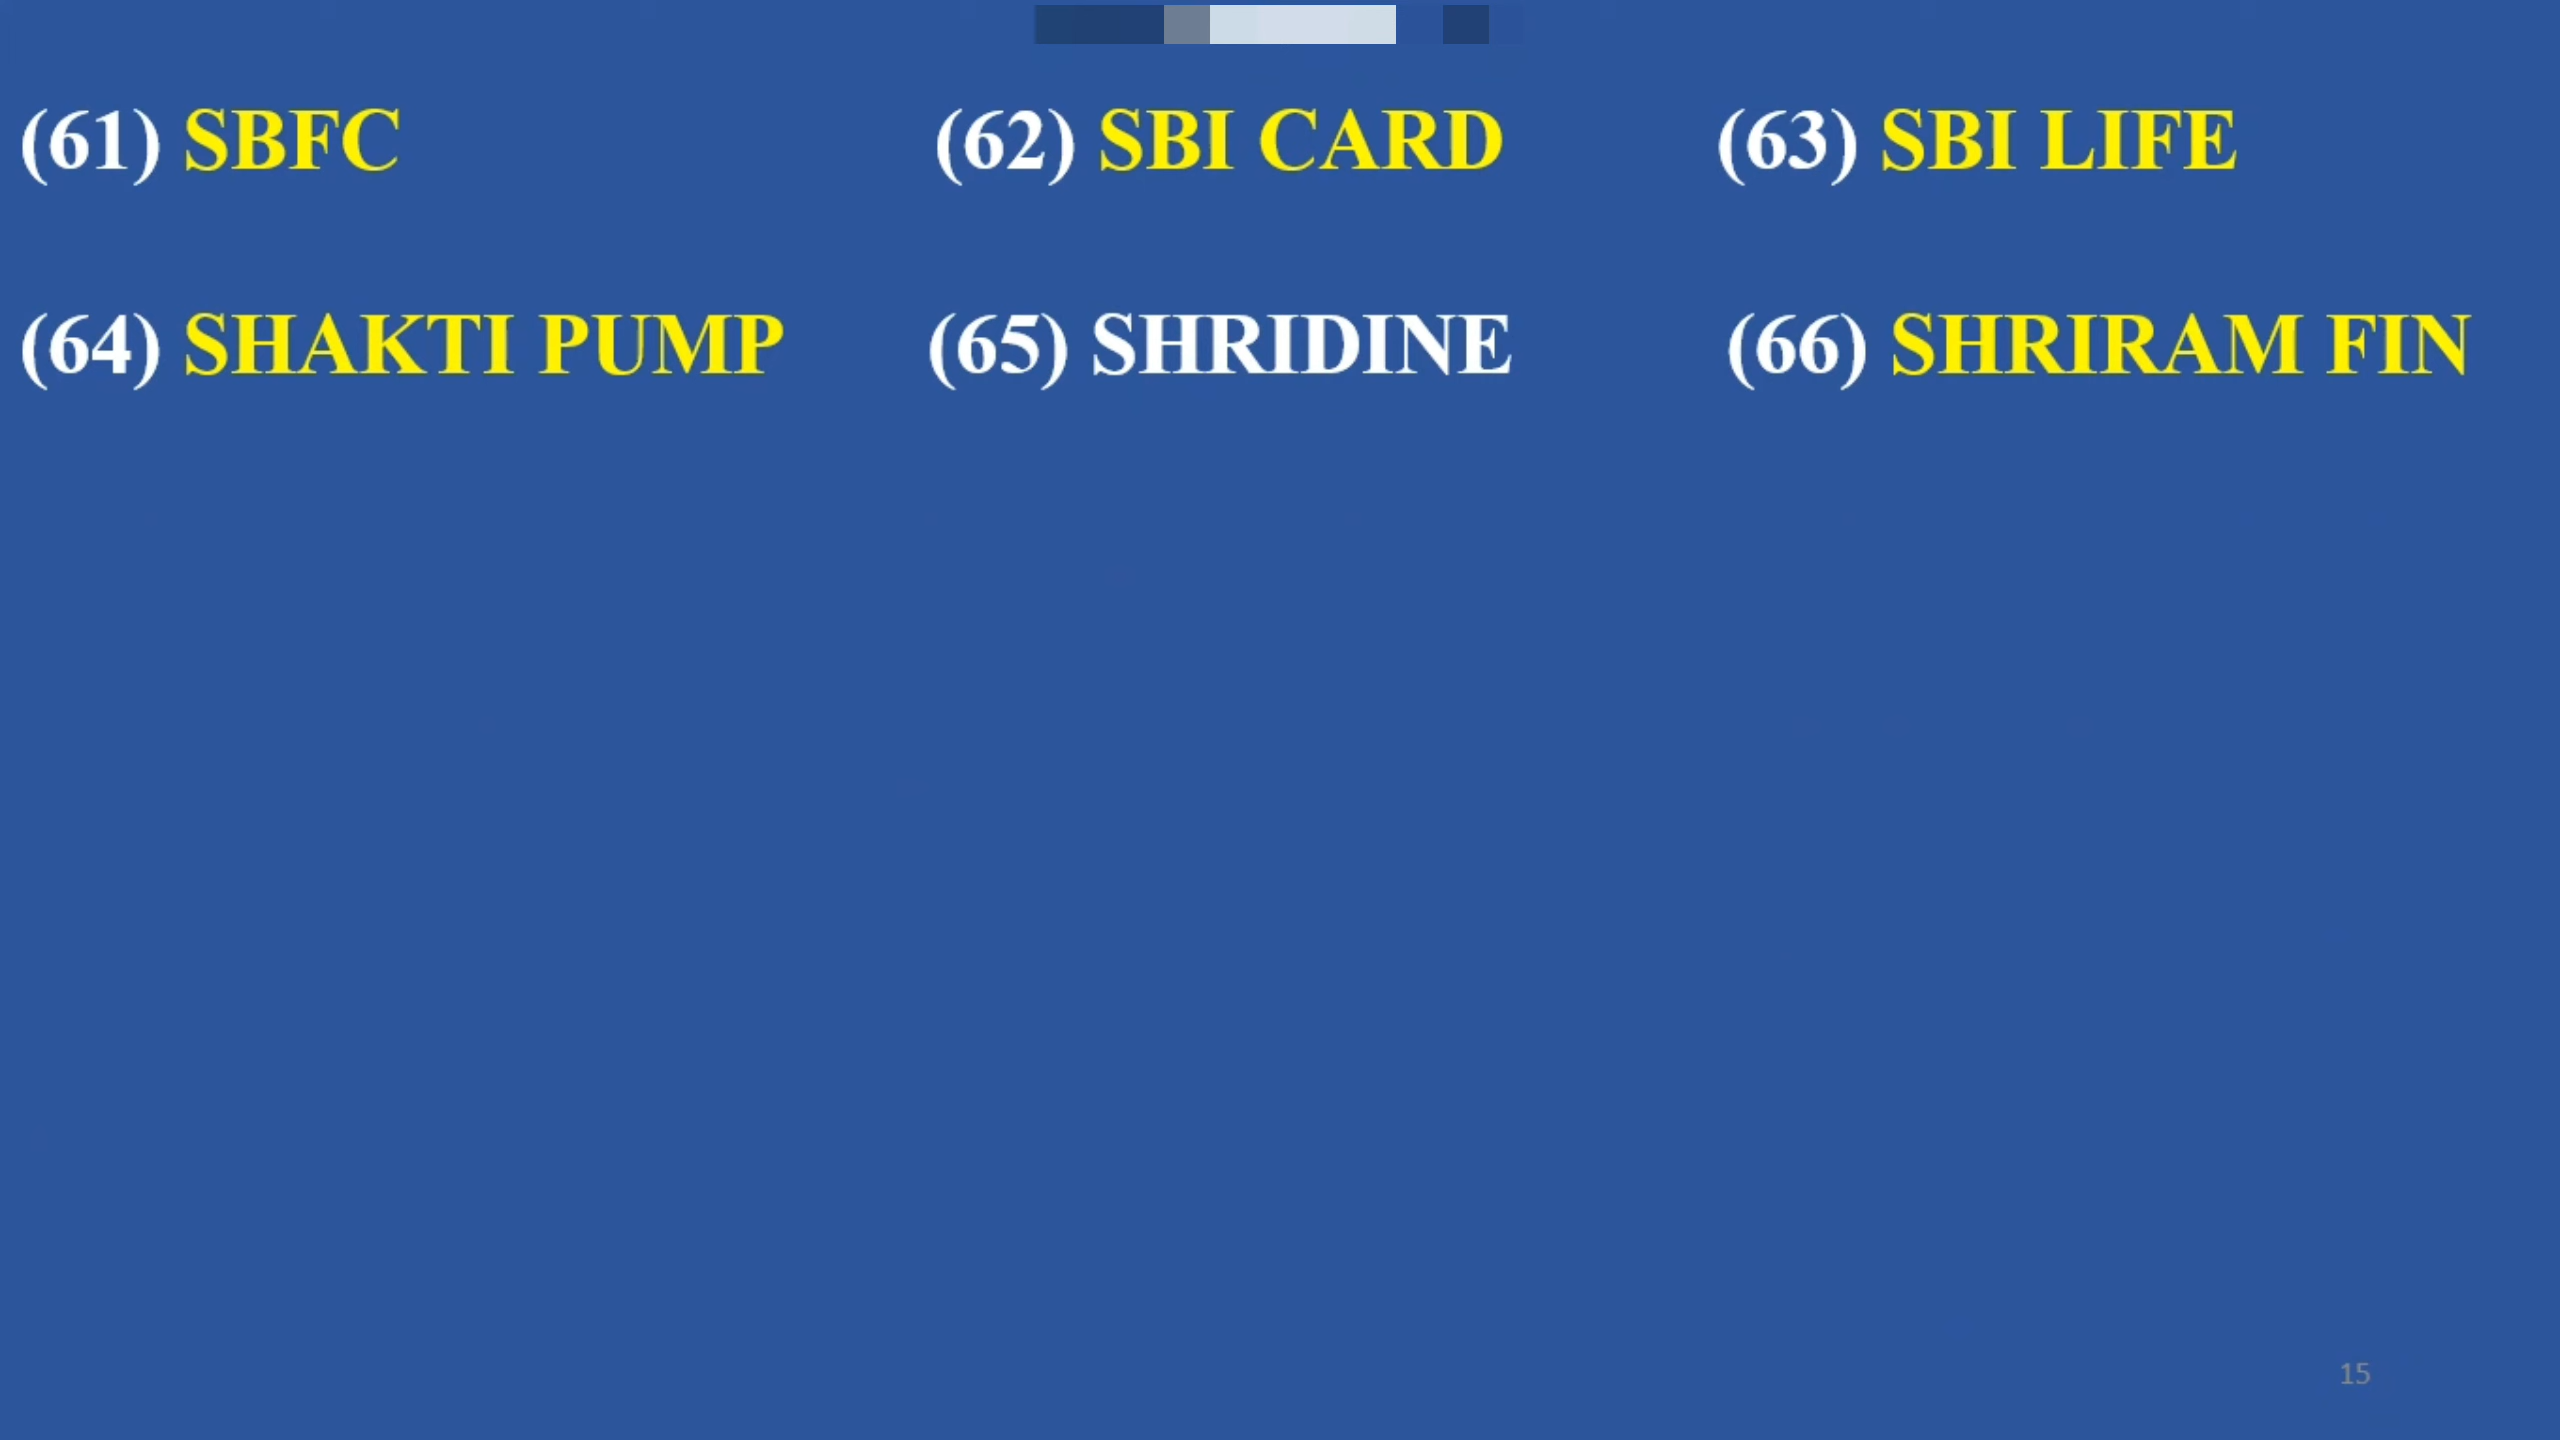 (61) SBFC (62) SBI CARD (63) SBI LIFE
(64) SHAKTI PUMP (65) SHRIDINE (66) SHRIRAM FIN
15